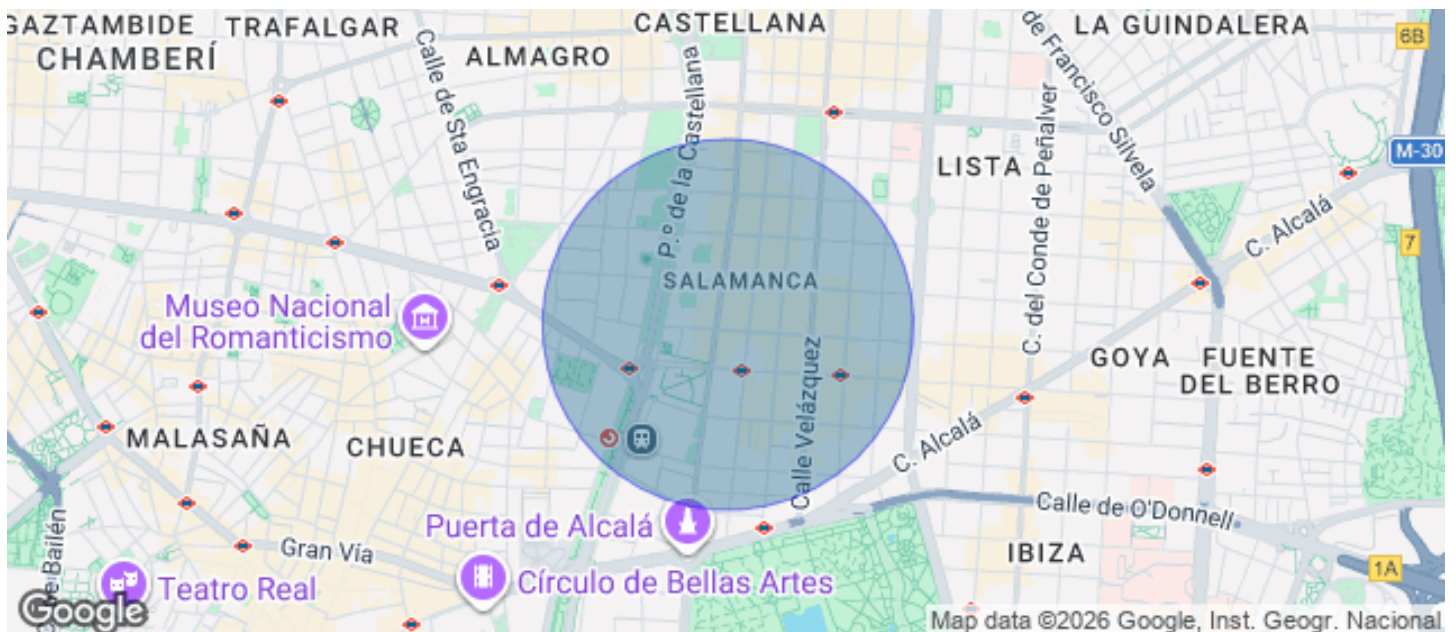 GAZTAMBIDE
TRAFALGAR
CASTELLANA
LA GUINDALERA
6B
CHAMBERÍ
ALMAGRO
Calle de Sta Engracia
P.º de la Castellana
de Francisco Silvela
C. del Conde de Peñalver
M-30
LISTA
C. Alcalá
7
SALAMANCA
Museo Nacional
del Romanticismo
Calle Velázquez
GOYA
FUENTE
DEL BERRO
MALASAÑA
CHUECA
C. Alcalá
Puerta de Alcalá
Calle de O'Donnell
de Bailén
Gran Vía
IBIZA
1A
Teatro Real
Círculo de Bellas Artes
Google
Map data ©2026 Google, Inst. Geogr. Nacional